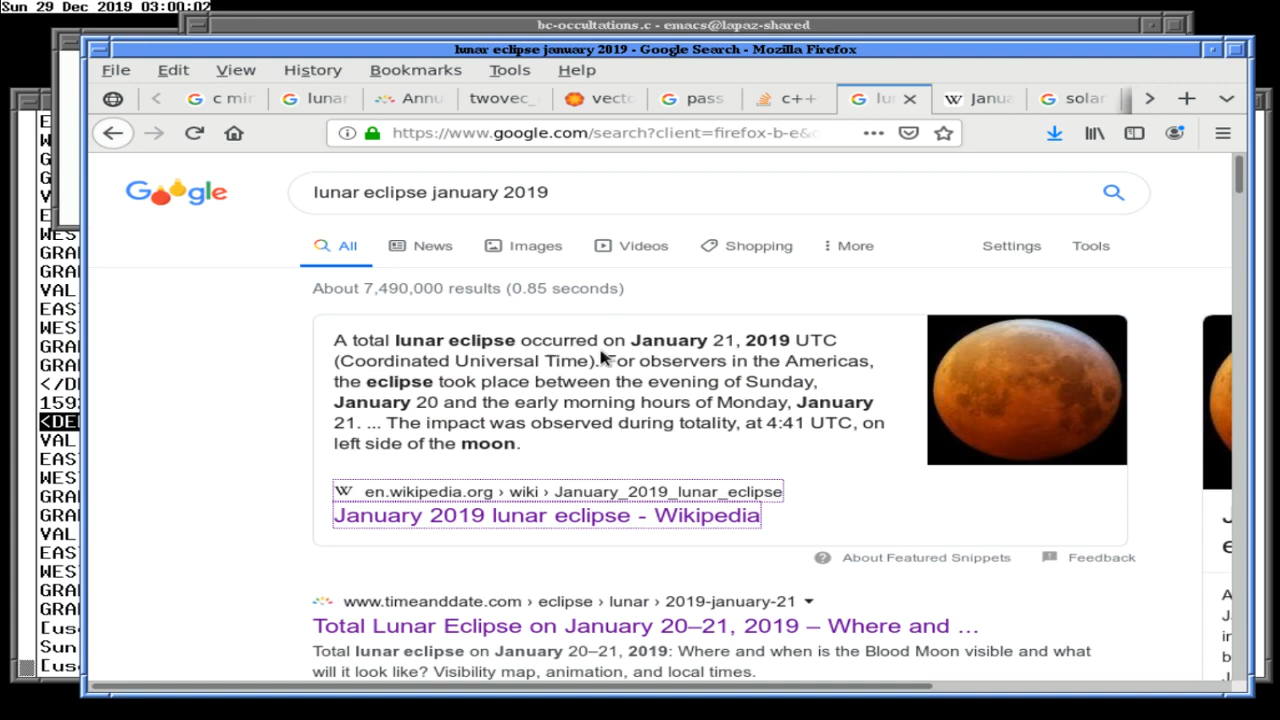 Sun 29 Dec 2019 03:00:02
bc-occultations.c - emacs@lapaz-shared
lunar eclipse january 2019 - Google Search - Mozilla Firefox
File Edit View History Bookmarks Tools Help
c mir lunar Annu twovec_ vecto pass c++ lu Janua solar
https://www.google.com/search?client=firefox-b-e&
Google
lunar eclipse january 2019
All News Images Videos Shopping More Settings Tools
About 7,490,000 results (0.85 seconds)
A total lunar eclipse occurred on January 21, 2019 UTC
(Coordinated Universal Time). For observers in the Americas,
the eclipse took place between the evening of Sunday,
January 20 and the early morning hours of Monday, January
21. ... The impact was observed during totality, at 4:41 UTC, on
left side of the moon.
W en.wikipedia.org › wiki › January_2019_lunar_eclipse
January 2019 lunar eclipse - Wikipedia
About Featured Snippets Feedback
www.timeanddate.com › eclipse › lunar › 2019-january-21
Total Lunar Eclipse on January 20–21, 2019 – Where and ...
Total lunar eclipse on January 20–21, 2019: Where and when is the Blood Moon visible and what
will it look like? Visibility map, animation, and local times.
WES
GRA
GRA
VAL
EAS
WES
GRA
GRA
</D
159
<DE
VAL
EAS
WES
GRA
GRA
VAL
EAS
WES
GRA
GRA
[us
Sun
[us